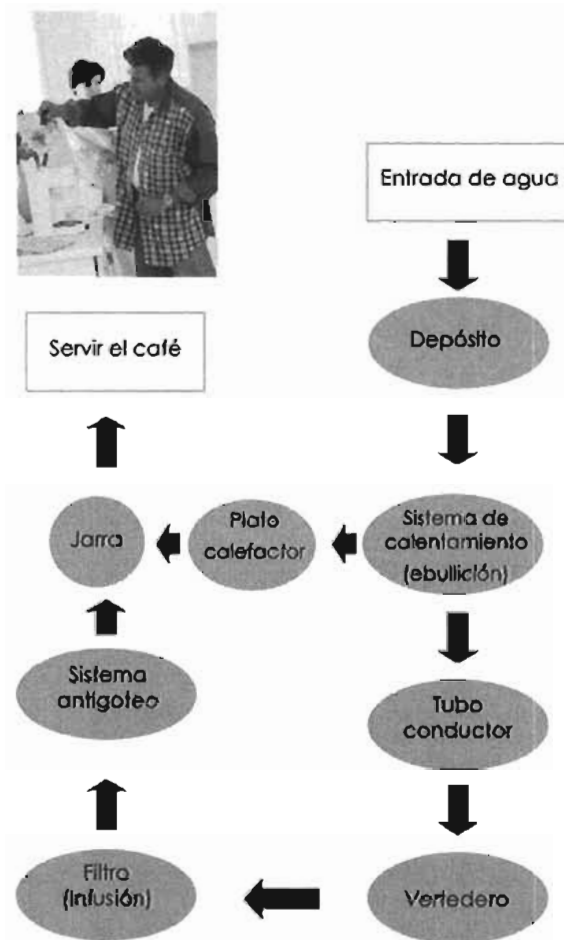 Entrada de agua
Depósito
Servir el café
Jarra
Plato
calefactor
Sistema de
calentamiento
(ebullición)
Sistema
antigoteo
Tubo
conductor
Filtro
(infusión)
Vertedero